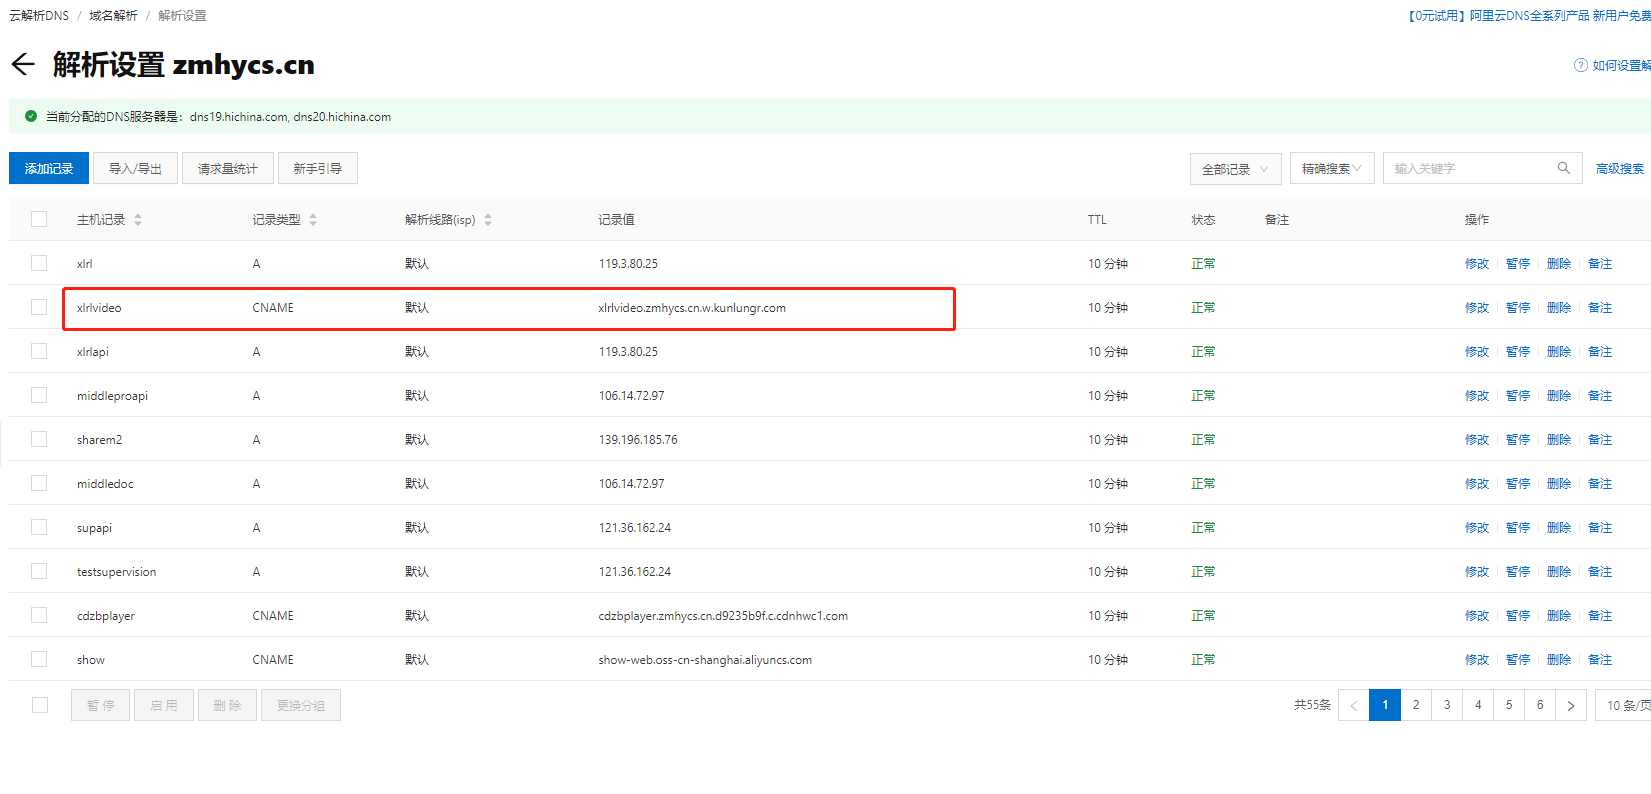 云解析DNS / 域名解析 / 解析设置
【0元试用】阿里云DNS全系列产品 新用户免费
← 解析设置 zmhycs.cn
如何设置解
当前分配的DNS服务器是: dns19.hichina.com, dns20.hichina.com
添加记录 导入/导出 请求量统计 新手引导 全部记录 精确搜索 输入关键字 高级搜索
主机记录 记录类型 解析线路(isp) 记录值 TTL 状态 备注 操作
xlrl A 默认 119.3.80.25 10 分钟 正常 修改 暂停 删除 备注
xlrlvideo CNAME 默认 xlrlvideo.zmhycs.cn.w.kunlungr.com 10 分钟 正常 修改 暂停 删除 备注
xlrlapi A 默认 119.3.80.25 10 分钟 正常 修改 暂停 删除 备注
middleproapi A 默认 106.14.72.97 10 分钟 正常 修改 暂停 删除 备注
sharem2 A 默认 139.196.185.76 10 分钟 正常 修改 暂停 删除 备注
middledoc A 默认 106.14.72.97 10 分钟 正常 修改 暂停 删除 备注
supapi A 默认 121.36.162.24 10 分钟 正常 修改 暂停 删除 备注
testsupervision A 默认 121.36.162.24 10 分钟 正常 修改 暂停 删除 备注
cdzbplayer CNAME 默认 cdzbplayer.zmhycs.cn.d9235b9f.c.cdnhwc1.com 10 分钟 正常 修改 暂停 删除 备注
show CNAME 默认 show-web.oss-cn-shanghai.aliyuncs.com 10 分钟 正常 修改 暂停 删除 备注
暂停 启用 删除 更换分组 共55条 < 1 2 3 4 5 6 > 10 条/页